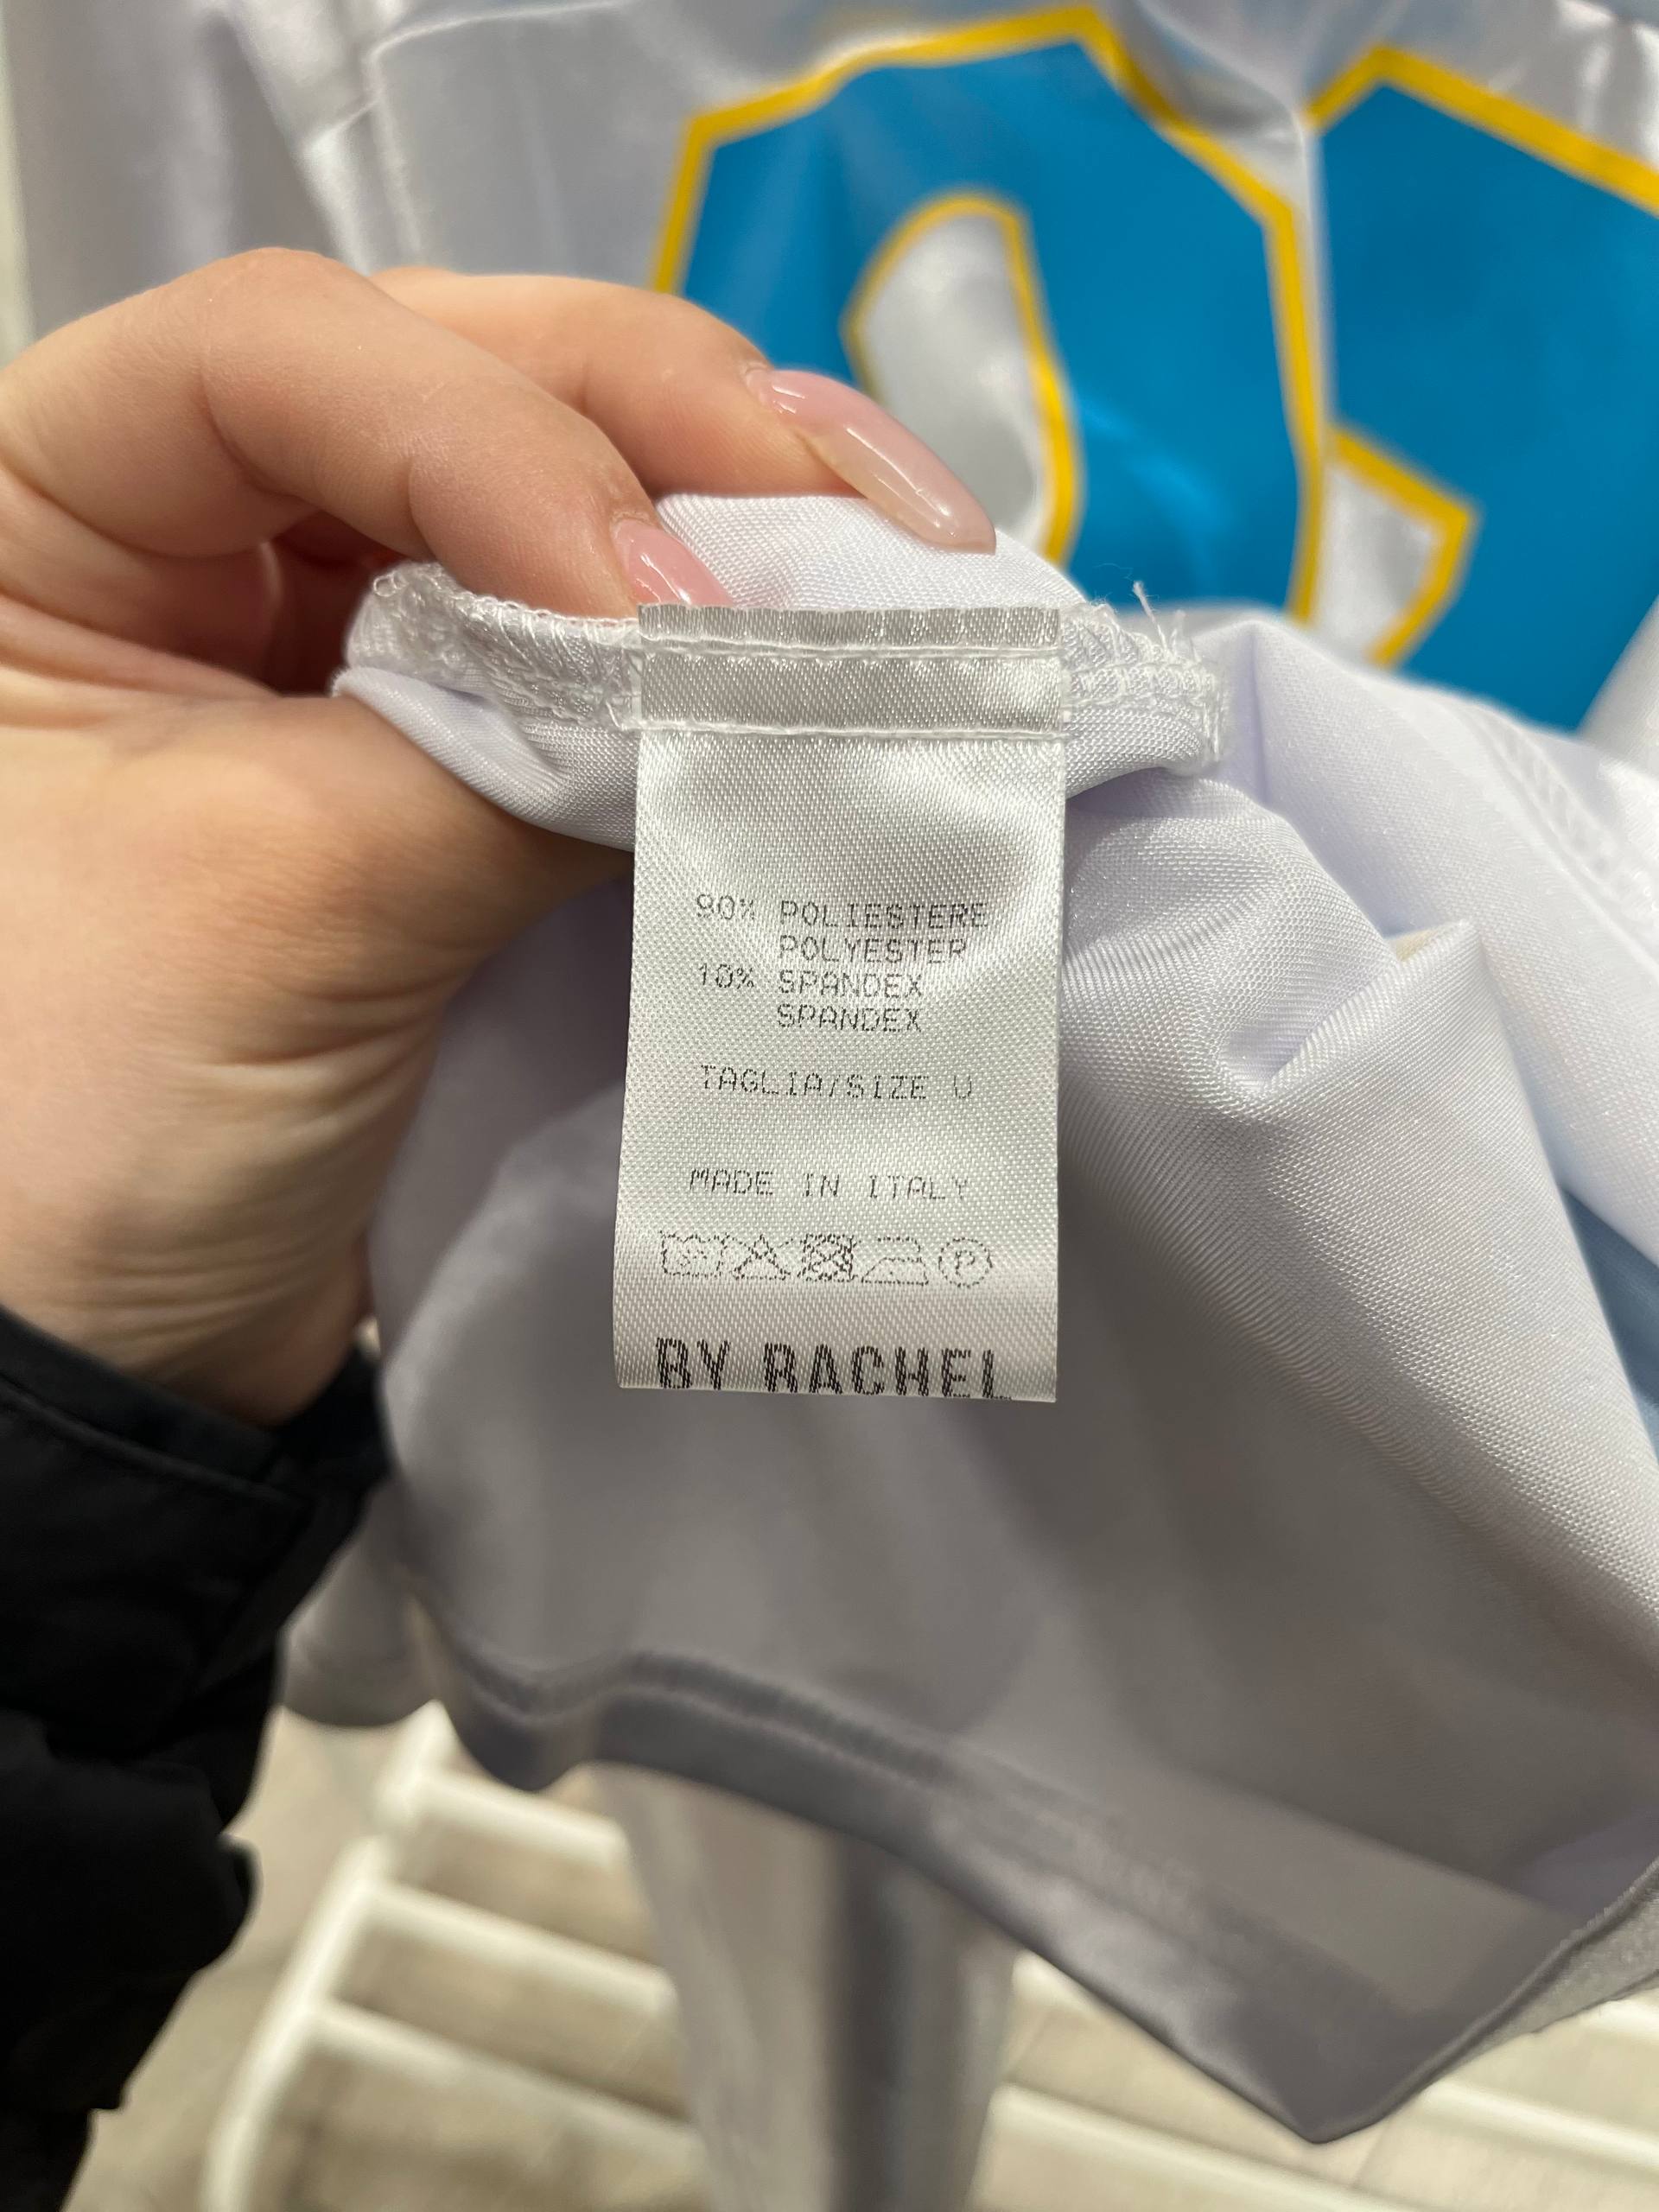 90% POLIESTERE
POLYESTER
10% SPANDEX
SPANDEX
TAGLIA/SIZE U
MADE IN ITALY
P
BY RACHEL